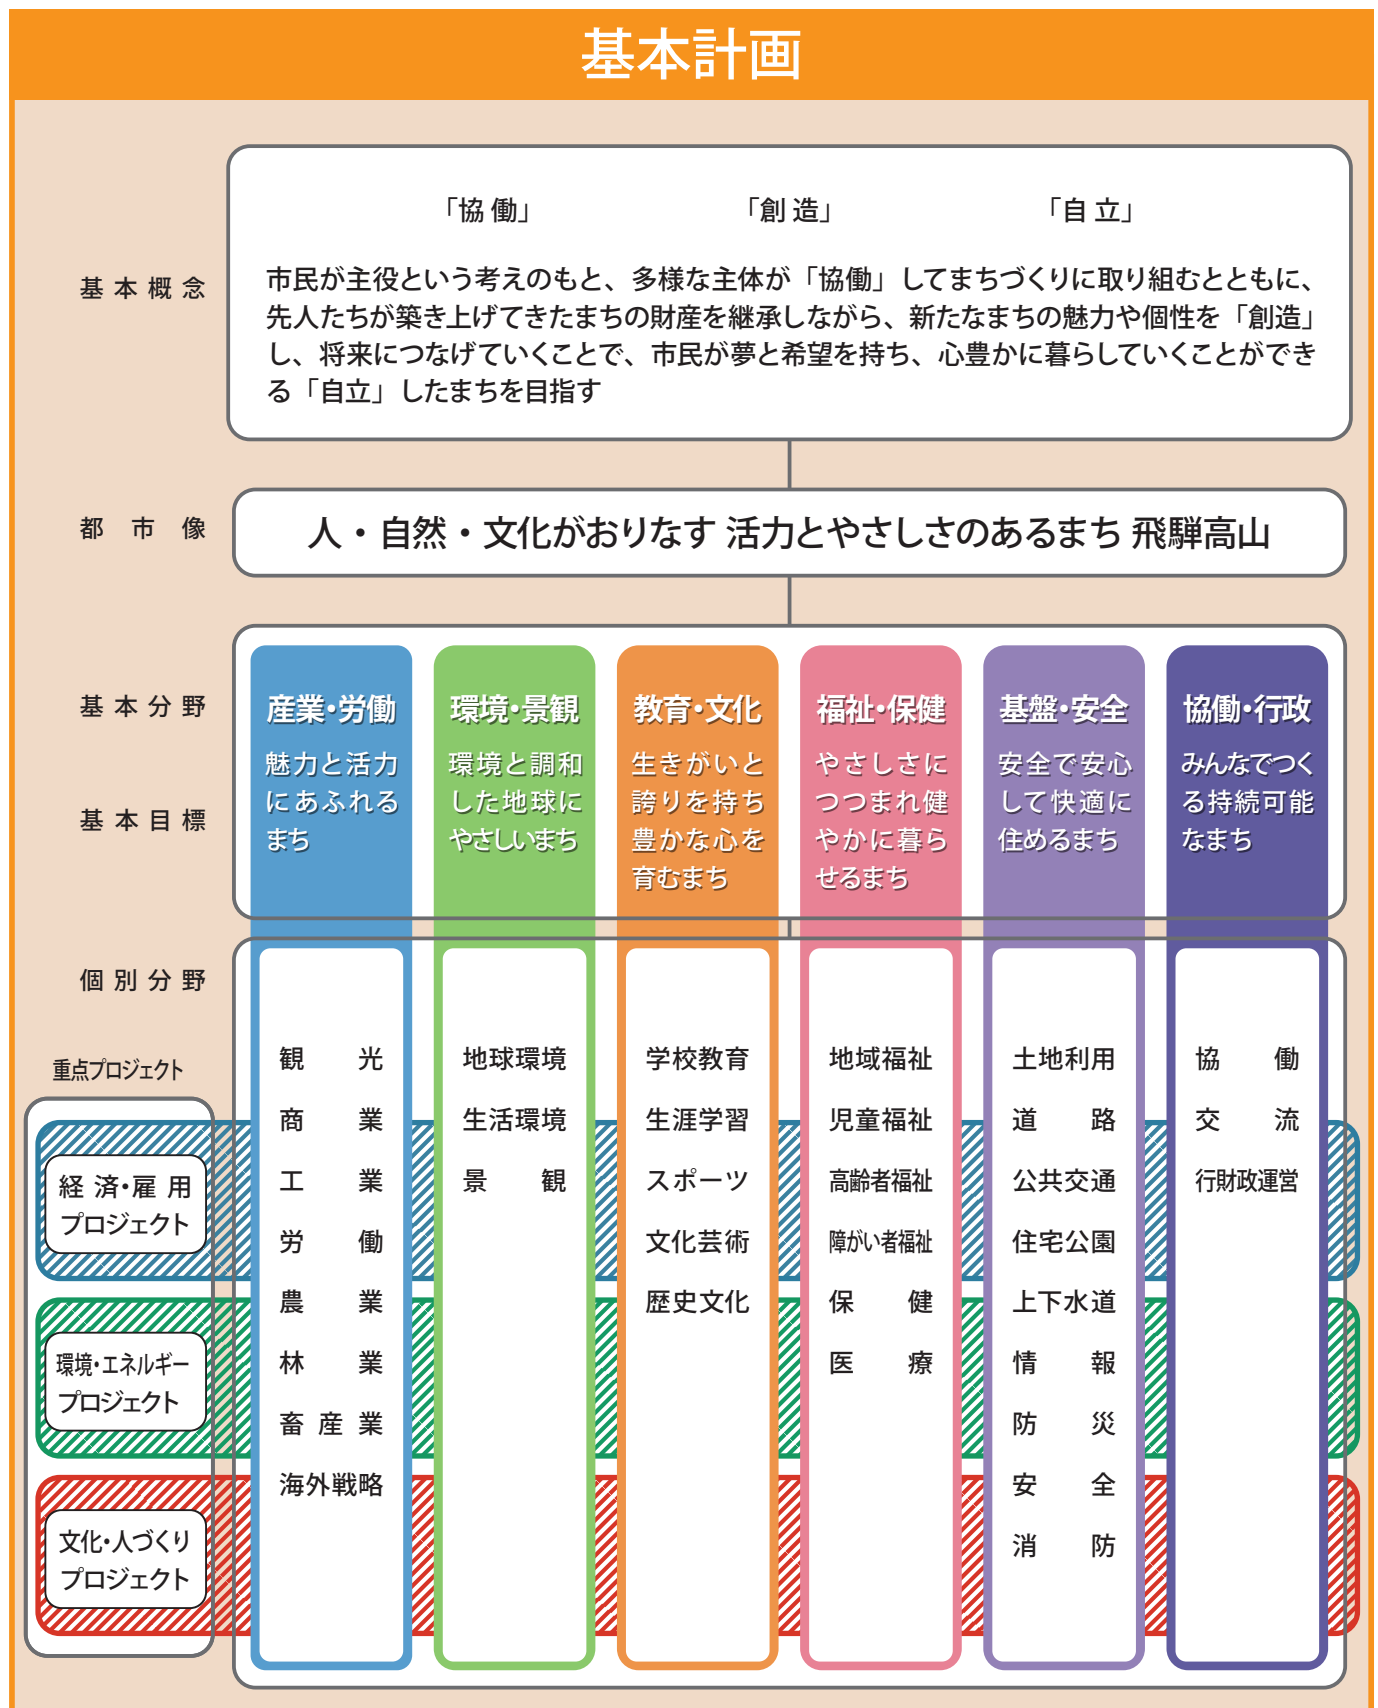 基本計画
基本概念
「協 働」 「創 造」 「自 立」
市民が主役という考えのもと、多様な主体が「協働」してまちづくりに取り組むとともに、
先人たちが築き上げてきたまちの財産を継承しながら、新たなまちの魅力や個性を「創造」
し、将来につなげていくことで、市民が夢と希望を持ち、心豊かに暮らしていくことができ
る「自立」したまちを目指す
都市像
人・自然・文化がおりなす 活力とやさしさのあるまち 飛騨高山
基本分野
基本目標
産業・労働
魅力と活力
にあふれる
まち
環境・景観
環境と調和
した地球に
やさしいまち
教育・文化
生きがいと
誇りを持ち
豊かな心を
育むまち
福祉・保健
やさしさに
つつまれ健
やかに暮ら
せるまち
基盤・安全
安全で安心
して快適に
住めるまち
協働・行政
みんなでつく
る持続可能
なまち
個別分野
観光
商業
工業
労働
農業
林業
畜産業
海外戦略
地球環境
生活環境
景観
学校教育
生涯学習
スポーツ
文化芸術
歴史文化
地域福祉
児童福祉
高齢者福祉
障がい者福祉
保健
医療
土地利用
道路
公共交通
住宅公園
上下水道
情報
防災
安全
消防
協働
交流
行財政運営
重点プロジェクト
経済・雇用
プロジェクト
環境・エネルギー
プロジェクト
文化・人づくり
プロジェクト